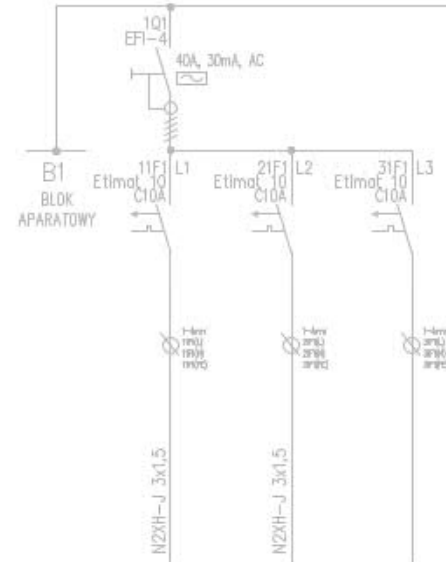 1Q1
EFI-4
40A, 30mA, AC
B1
BLOK
APARATOWY
11F1 L1
Etimat 10
C10A
21F1 L2
Etimat 10
C10A
31F1 L3
Etimat 10
C10A
N2XH-J 3x1,5
N2XH-J 3x1,5